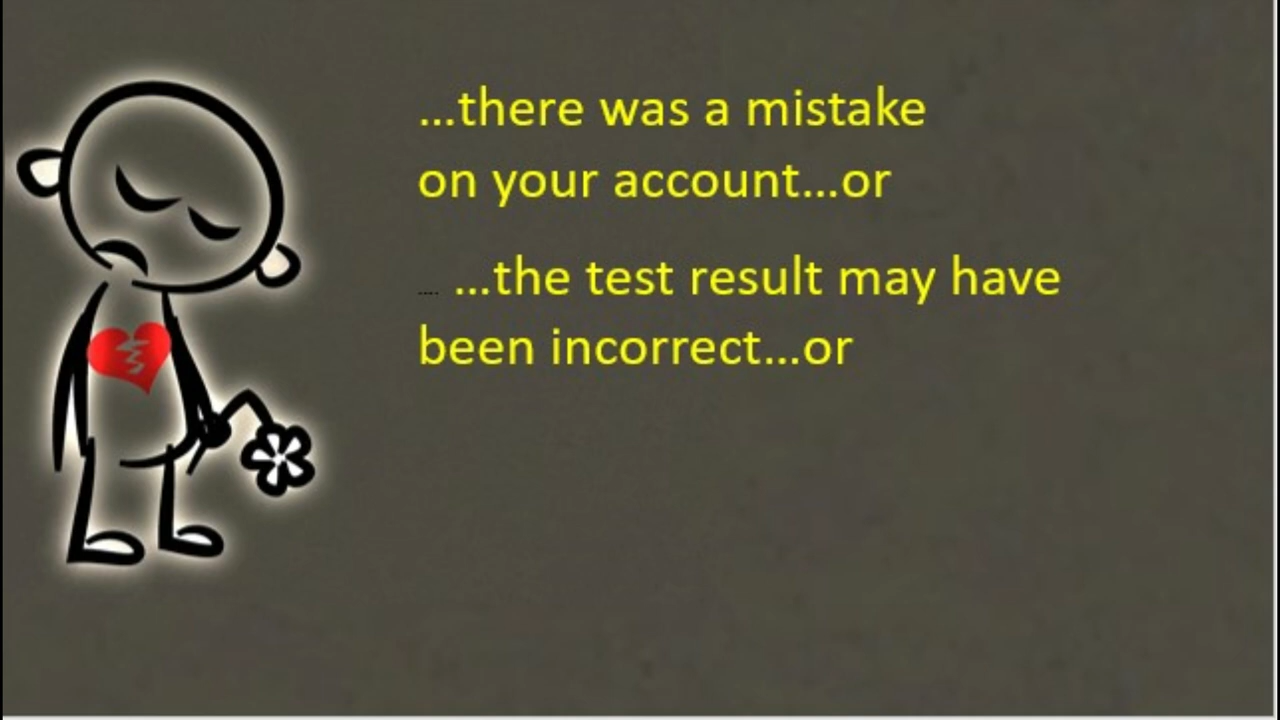 ...there was a mistake
on your account...or
.... ...the test result may have
been incorrect...or